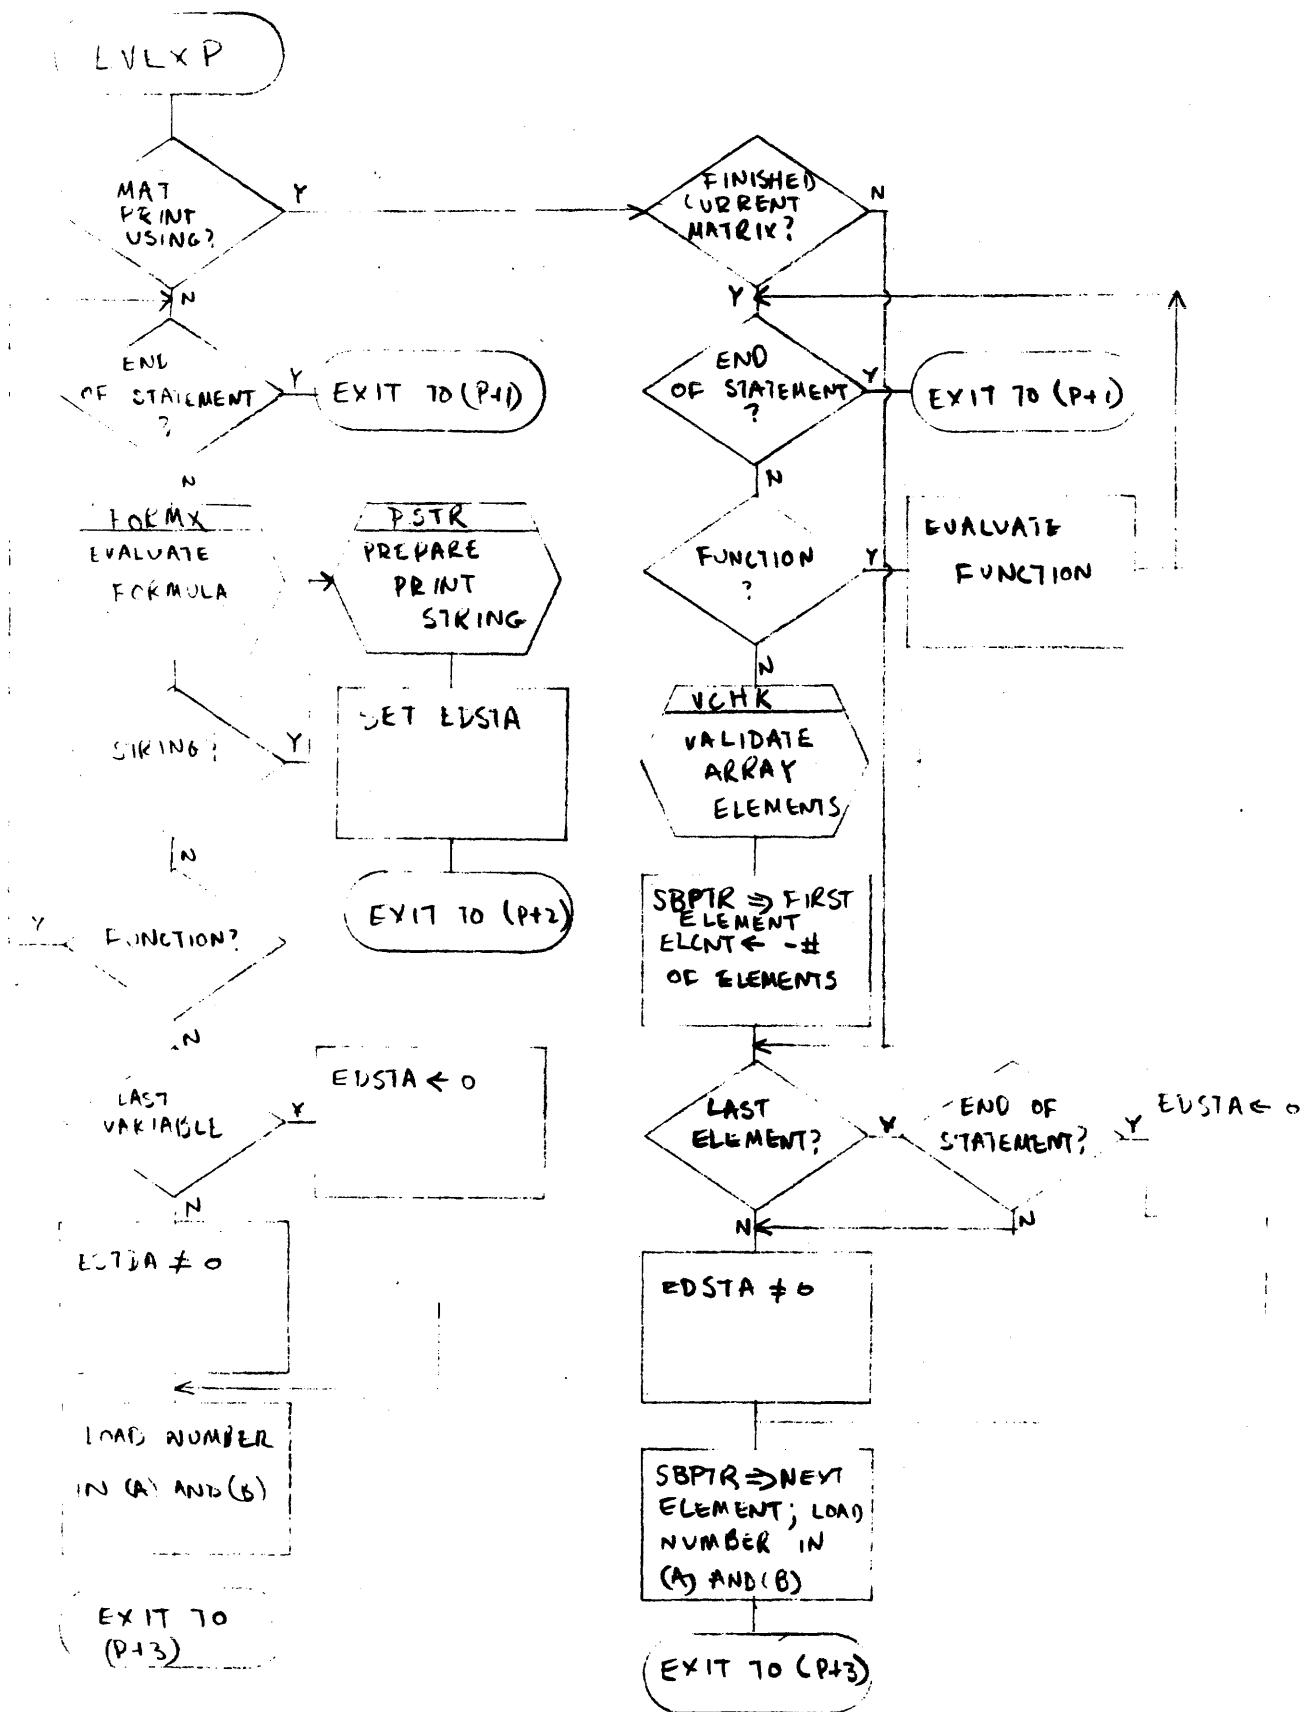 LVLXP
MAT
PRINT
USING?
Y
N
END
OF STATEMENT
?
Y
EXIT TO (P+1)
N
FORMX
EVALUATE
FORMULA
PSTR
PREPARE
PRINT
STRING
STRING?
Y
SET EDSTA
EXIT TO (P+2)
N
Y
FUNCTION?
N
LAST
VARIABLE
Y
EDSTA ← 0
N
≠ 0
LOAD NUMBER
IN (A) AND (B)
EXIT TO
(P+3)
FINISHED
CURRENT
MATRIX?
N
Y
END
OF STATEMENT
?
Y
EXIT TO (P+1)
N
FUNCTION
?
Y
EVALUATE
FUNCTION
N
VCHK
VALIDATE
ARRAY
ELEMENTS
SBPTR ⇒ FIRST
ELEMENT
ELCNT ← -#
OF ELEMENTS
LAST
ELEMENT?
Y
END OF
STATEMENT?
Y
EDSTA ← 0
N
N
EDSTA ≠ 0
SBPTR ⇒ NEXT
ELEMENT; LOAD
NUMBER IN
(A) AND (B)
EXIT TO (P+3)